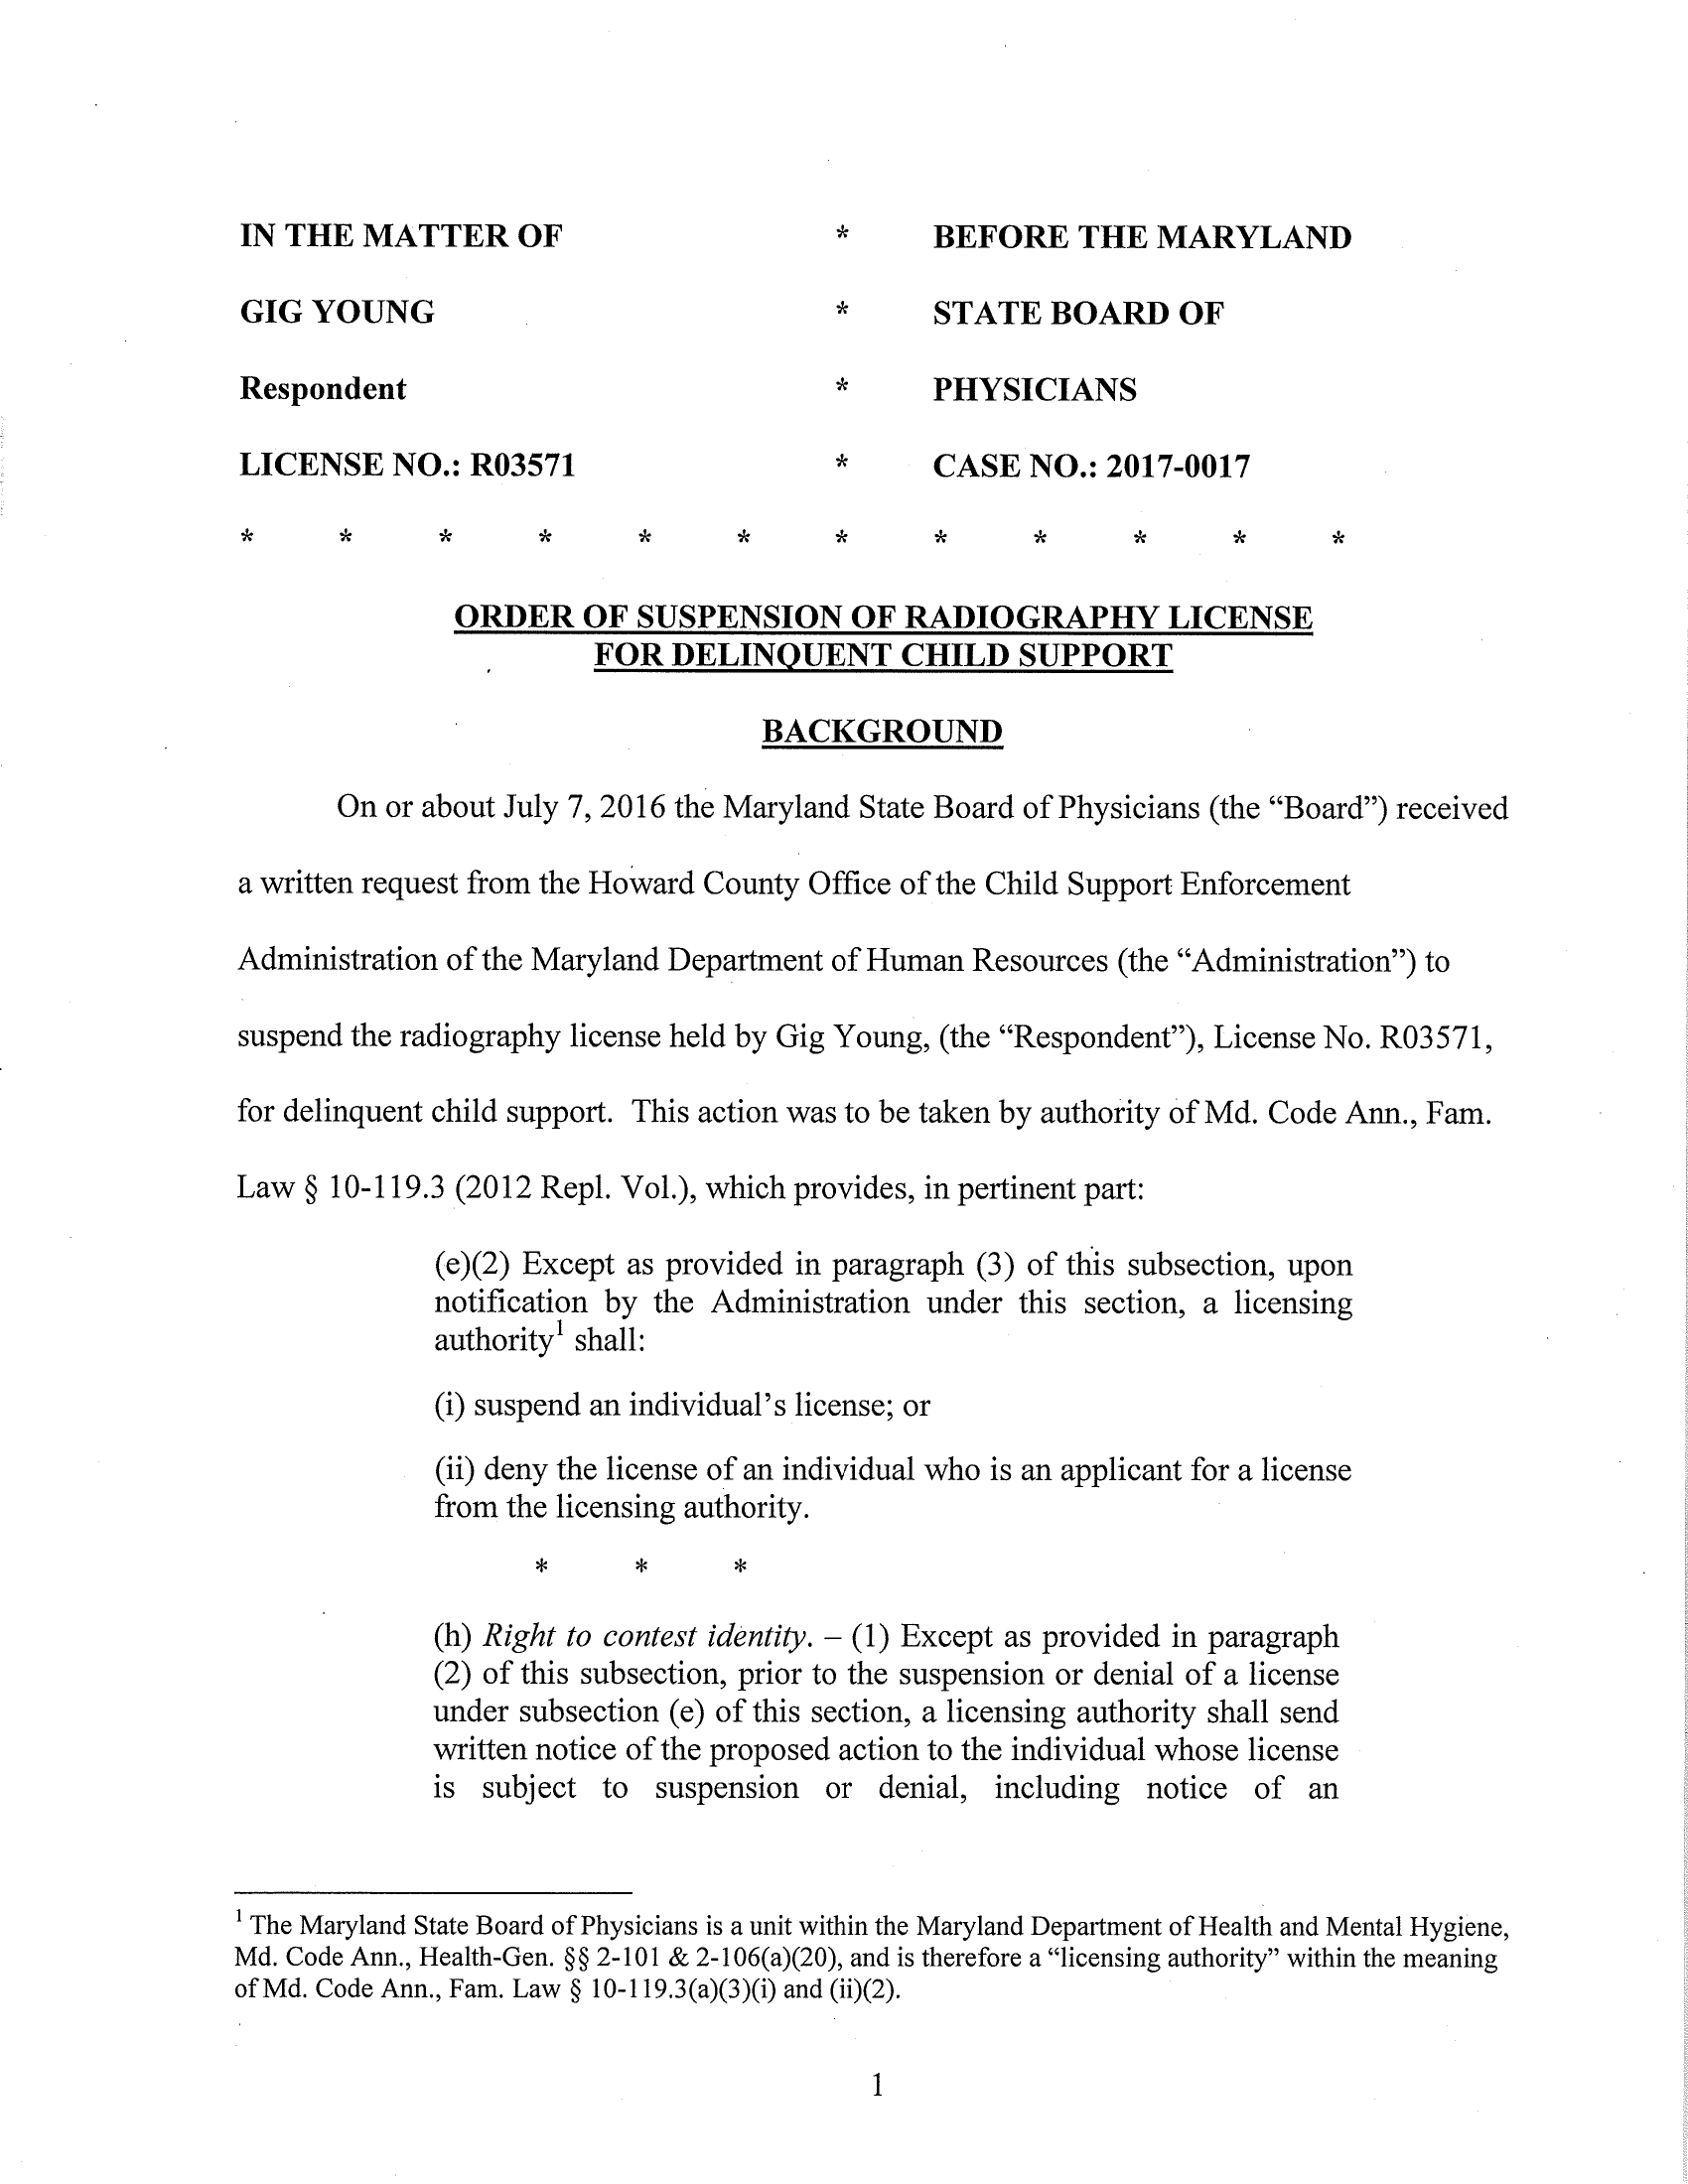 IN THE MATTER OF * BEFORE THE MARYLAND
GIG YOUNG * STATE BOARD OF
Respondent * PHYSICIANS
LICENSE NO.: R03571 * CASE NO.: 2017-0017
* * * * * * * * * * * *
ORDER OF SUSPENSION OF RADIOGRAPHY LICENSE
FOR DELINQUENT CHILD SUPPORT
BACKGROUND
On or about July 7, 2016 the Maryland State Board of Physicians (the “Board”) received
a written request from the Howard County Office of the Child Support Enforcement
Administration of the Maryland Department of Human Resources (the “Administration”) to
suspend the radiography license held by Gig Young, (the “Respondent”), License No. R03571,
for delinquent child support. This action was to be taken by authority of Md. Code Ann., Fam.
Law § 10-119.3 (2012 Repl. Vol.), which provides, in pertinent part:
(e)(2) Except as provided in paragraph (3) of this subsection, upon
notification by the Administration under this section, a licensing
authority¹ shall:
(i) suspend an individual’s license; or
(ii) deny the license of an individual who is an applicant for a license
from the licensing authority.
* * *
(h) Right to contest identity. – (1) Except as provided in paragraph
(2) of this subsection, prior to the suspension or denial of a license
under subsection (e) of this section, a licensing authority shall send
written notice of the proposed action to the individual whose license
is subject to suspension or denial, including notice of an
¹ The Maryland State Board of Physicians is a unit within the Maryland Department of Health and Mental Hygiene,
Md. Code Ann., Health-Gen. §§ 2-101 & 2-106(a)(20), and is therefore a “licensing authority” within the meaning
of Md. Code Ann., Fam. Law § 10-119.3(a)(3)(i) and (ii)(2).
1